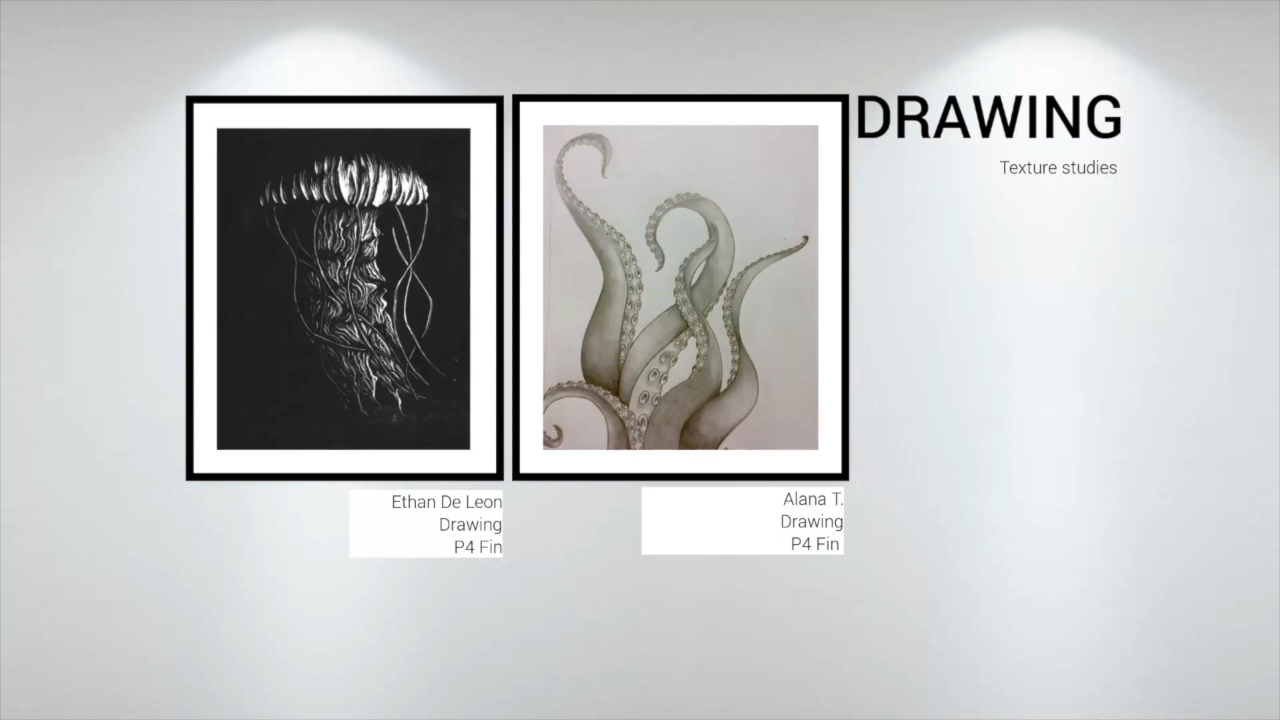 DRAWING
Texture studies
Ethan De Leon
Drawing
P4 Fin
Alana T.
Drawing
P4 Fin